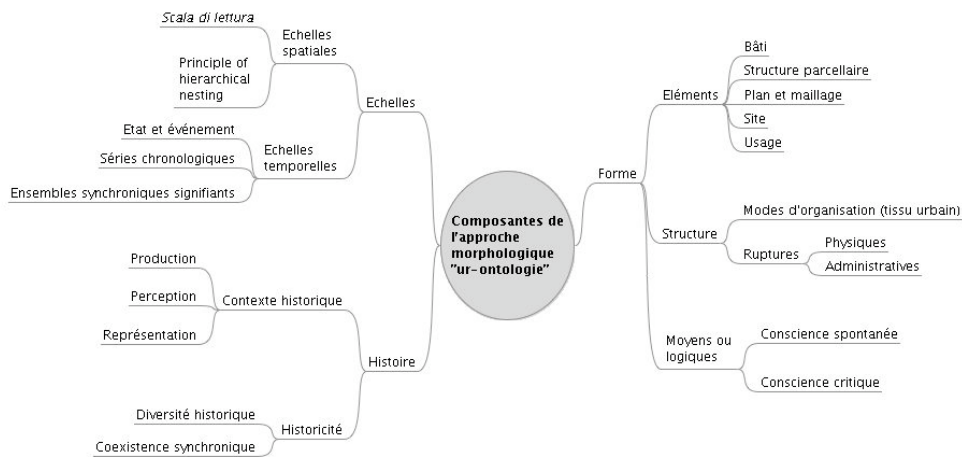 Composantes de
l'approche
morphologique
"ur-ontologie"
Echelles
Echelles
spatiales
Scala di lettura
Principle of
hierarchical
nesting
Echelles
temporelles
Etat et événement
Séries chronologiques
Ensembles synchroniques signifiants
Histoire
Contexte historique
Production
Perception
Représentation
Historicité
Diversité historique
Coexistence synchronique
Forme
Eléments
Bâti
Structure parcellaire
Plan et maillage
Site
Usage
Structure
Modes d'organisation (tissu urbain)
Ruptures
Physiques
Administratives
Moyens ou
logiques
Conscience spontanée
Conscience critique